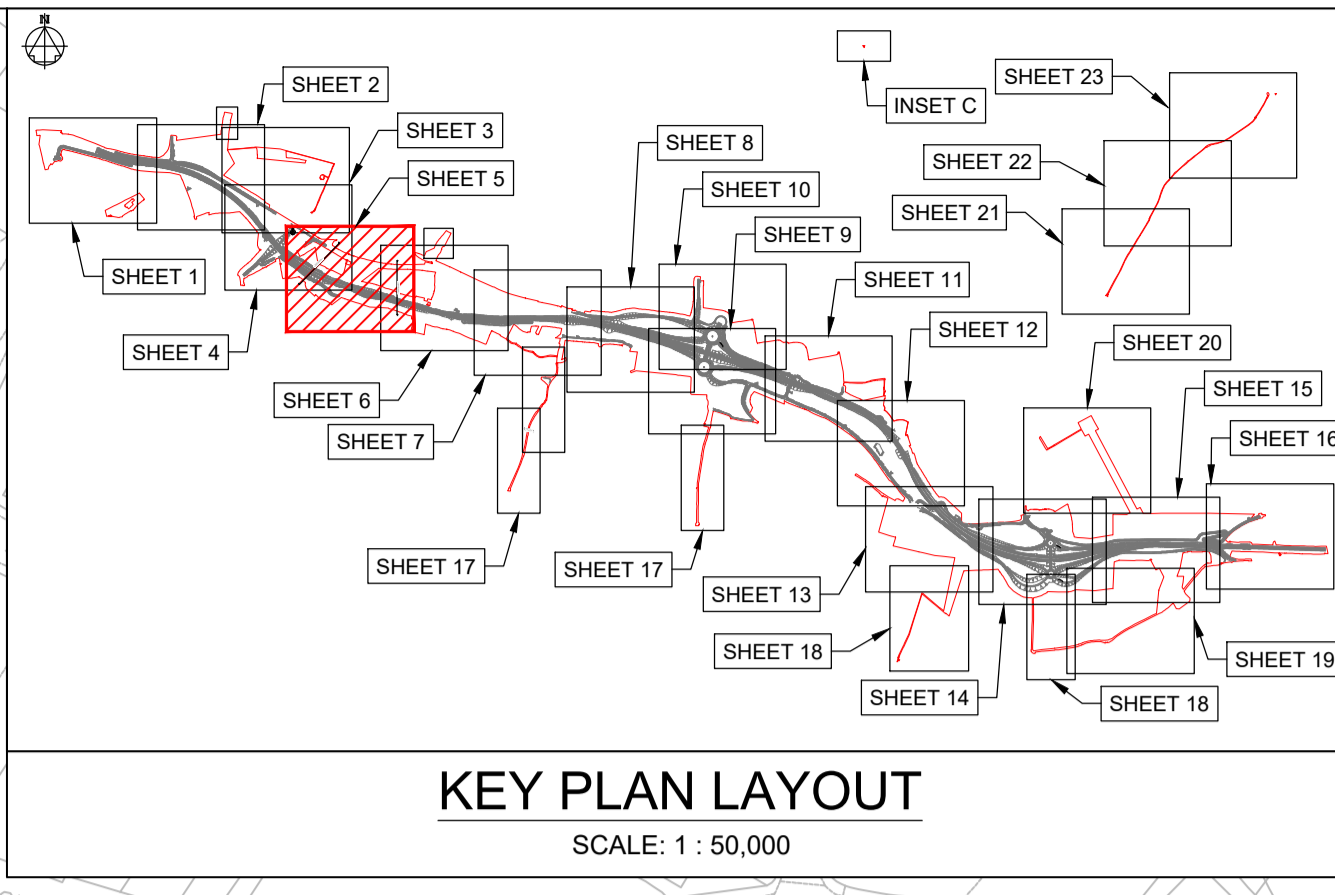 N
SHEET 2
SHEET 3
SHEET 5
SHEET 1
SHEET 4
SHEET 6
SHEET 7
SHEET 17
SHEET 8
SHEET 10
SHEET 9
SHEET 11
SHEET 12
INSET C
SHEET 23
SHEET 22
SHEET 21
SHEET 20
SHEET 15
SHEET 16
SHEET 17
SHEET 13
SHEET 18
SHEET 14
SHEET 18
SHEET 19
KEY PLAN LAYOUT
SCALE: 1 : 50,000